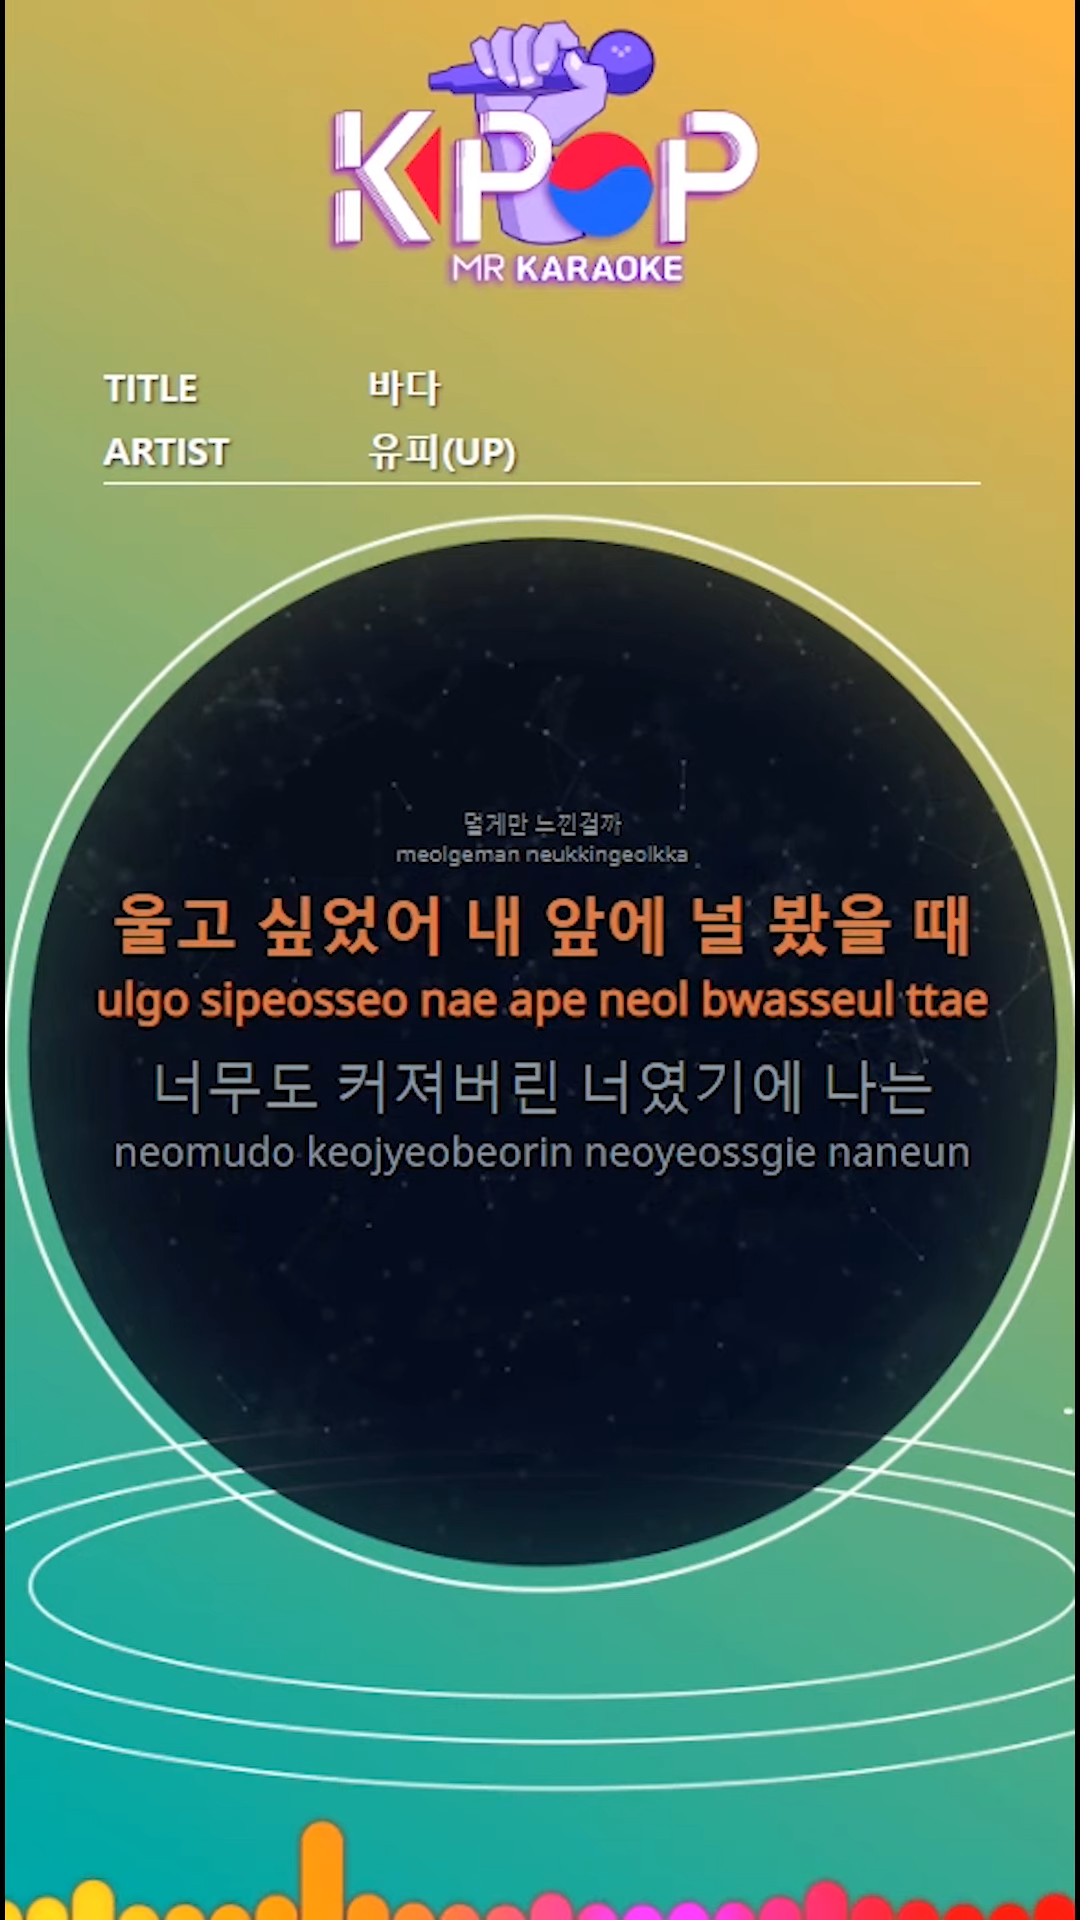 KPOP
MR KARAOKE
TITLE 바다
ARTIST 유피(UP)
멀게만 느낀걸까
meolgeman neukkingeolkka
울고 싶었어 내 앞에 널 봤을 때
ulgo sipeosseo nae ape neol bwasseul ttae
너무도 커져버린 너였기에 나는
neomudo keojyeobeorin neoyeossgie naneun